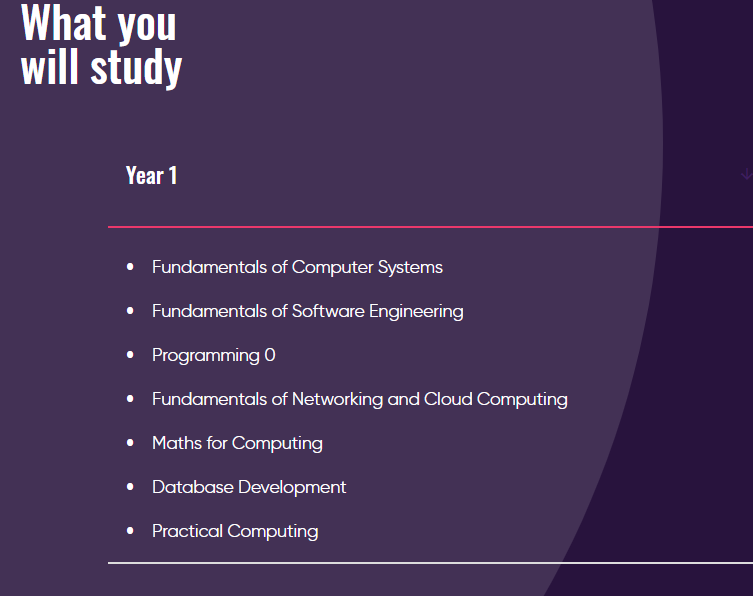 What you
will study
Year 1
Fundamentals of Computer Systems
Fundamentals of Software Engineering
Programming 0
Fundamentals of Networking and Cloud Computing
Maths for Computing
Database Development
Practical Computing